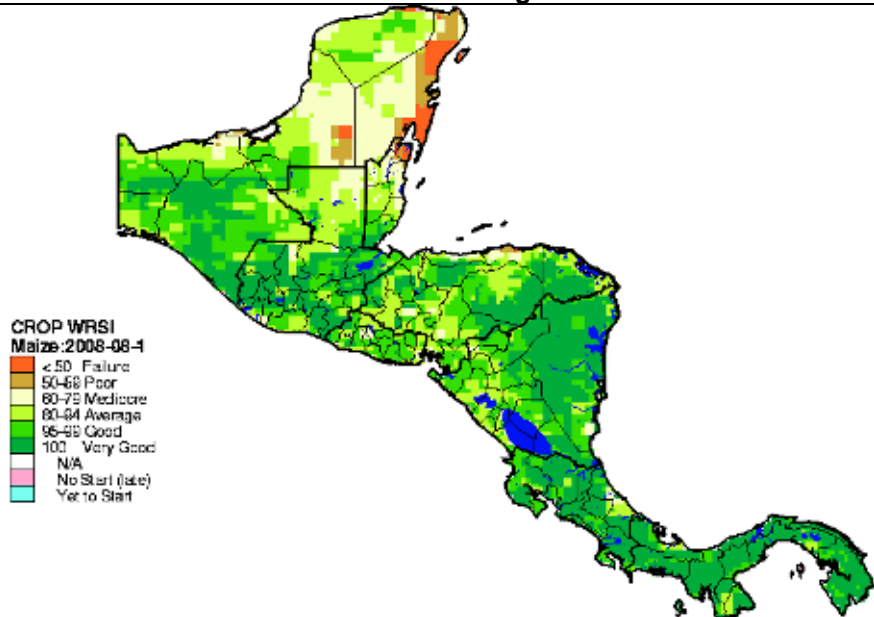 CROP WRSI
Maize:2008-08-1
<50 Failure
50-59 Poor
60-79 Mediocre
80-94 Average
95-99 Good
100 Very Good
N/A
No Start (late)
Yet to Start